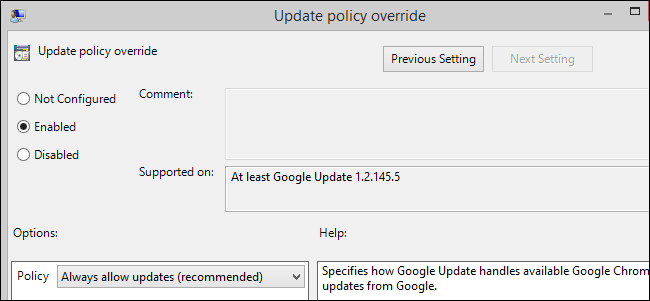 Update policy override
Update policy override
Previous Setting
Next Setting
Not Configured
Comment:
Enabled
Disabled
Supported on:
At least Google Update 1.2.145.5
Options:
Help:
Policy
Always allow updates (recommended)
Specifies how Google Update handles available Google Chrom
updates from Google.